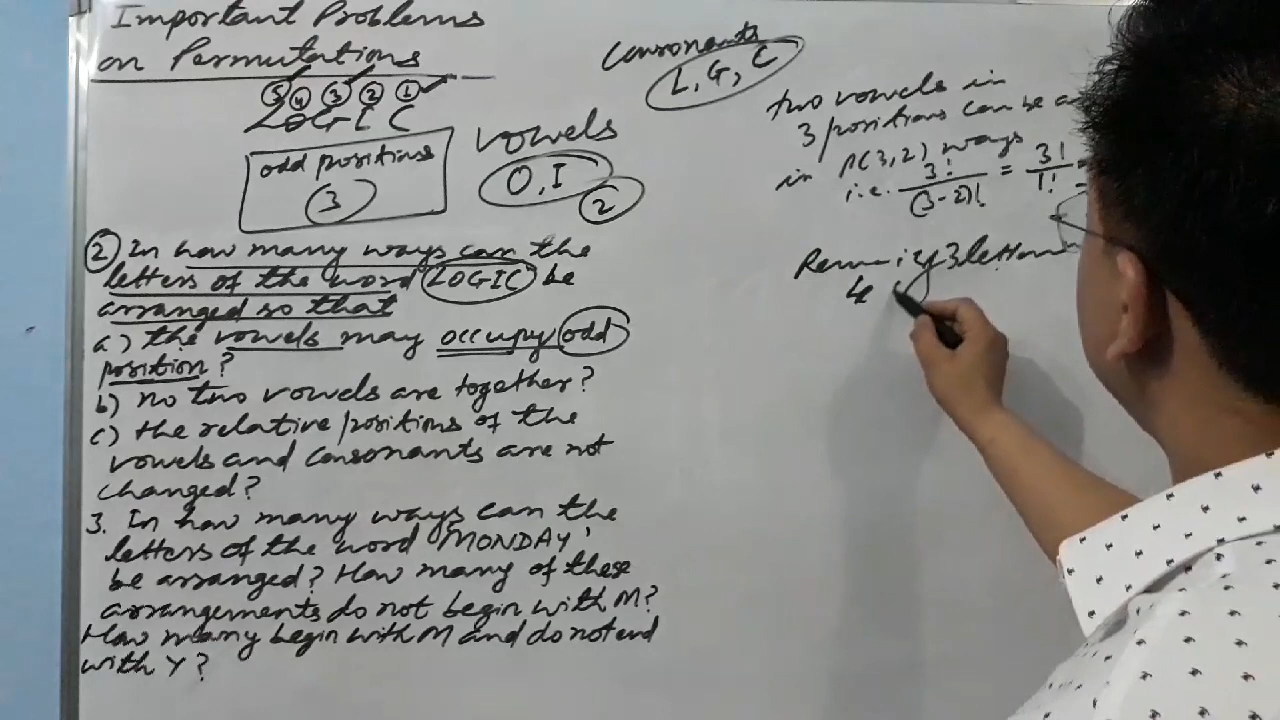 Important Problems
on Permutations
5 4 3 2 1
LOGIC
odd positions
3
vowels
O, I
2
consonants
L, G, C
two vowels in
3 positions can be
in P(3,2) ways
i.e. 3!/(3-2)! = 3!/1! =
3 letters
② In how many ways can the
letters of the word LOGIC be
arranged so that
a) the vowels may occupy odd
position?
b) no two vowels are together?
c) the relative positions of the
vowels and consonants are not
changed?
3. In how many ways can the
letters of the word 'MONDAY'
be arranged? How many of these
arrangements do not begin with M?
How many begin with M and do not end
with Y?